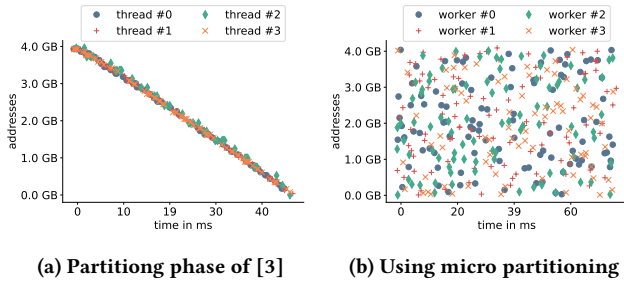 thread #0 thread #2
thread #1 thread #3
4.0 GB
3.0 GB
2.0 GB
1.0 GB
0.0 GB
addresses
0 10 19 30 40
time in ms
(a) Partitiong phase of [3]
worker #0 worker #2
worker #1 worker #3
4.0 GB
3.0 GB
2.0 GB
1.0 GB
0.0 GB
addresses
0 20 39 60
time in ms
(b) Using micro partitioning